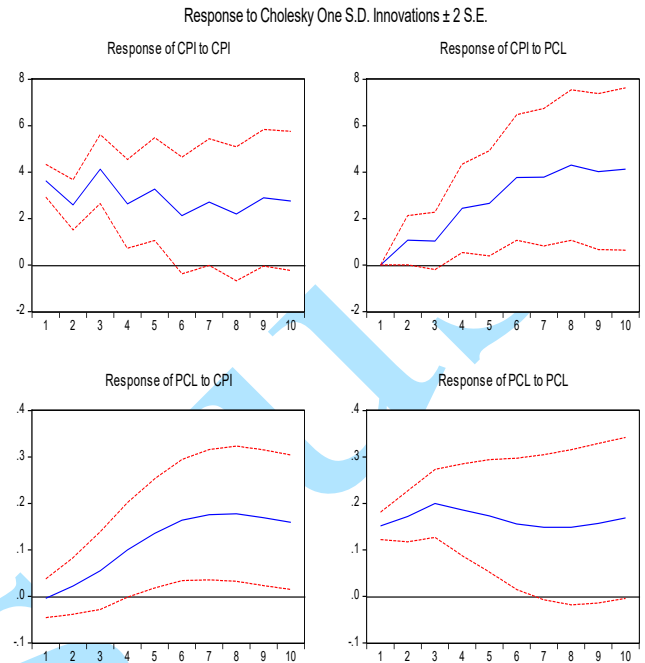 Response to Cholesky One S.D. Innovations ± 2 S.E.
Response of CPI to CPI
8
6
4
2
0
-2
1 2 3 4 5 6 7 8 9 10
Response of CPI to PCL
8
6
4
2
0
-2
1 2 3 4 5 6 7 8 9 10
Response of PCL to CPI
.4
.3
.2
.1
.0
-.1
1 2 3 4 5 6 7 8 9 10
Response of PCL to PCL
.4
.3
.2
.1
.0
-.1
1 2 3 4 5 6 7 8 9 10